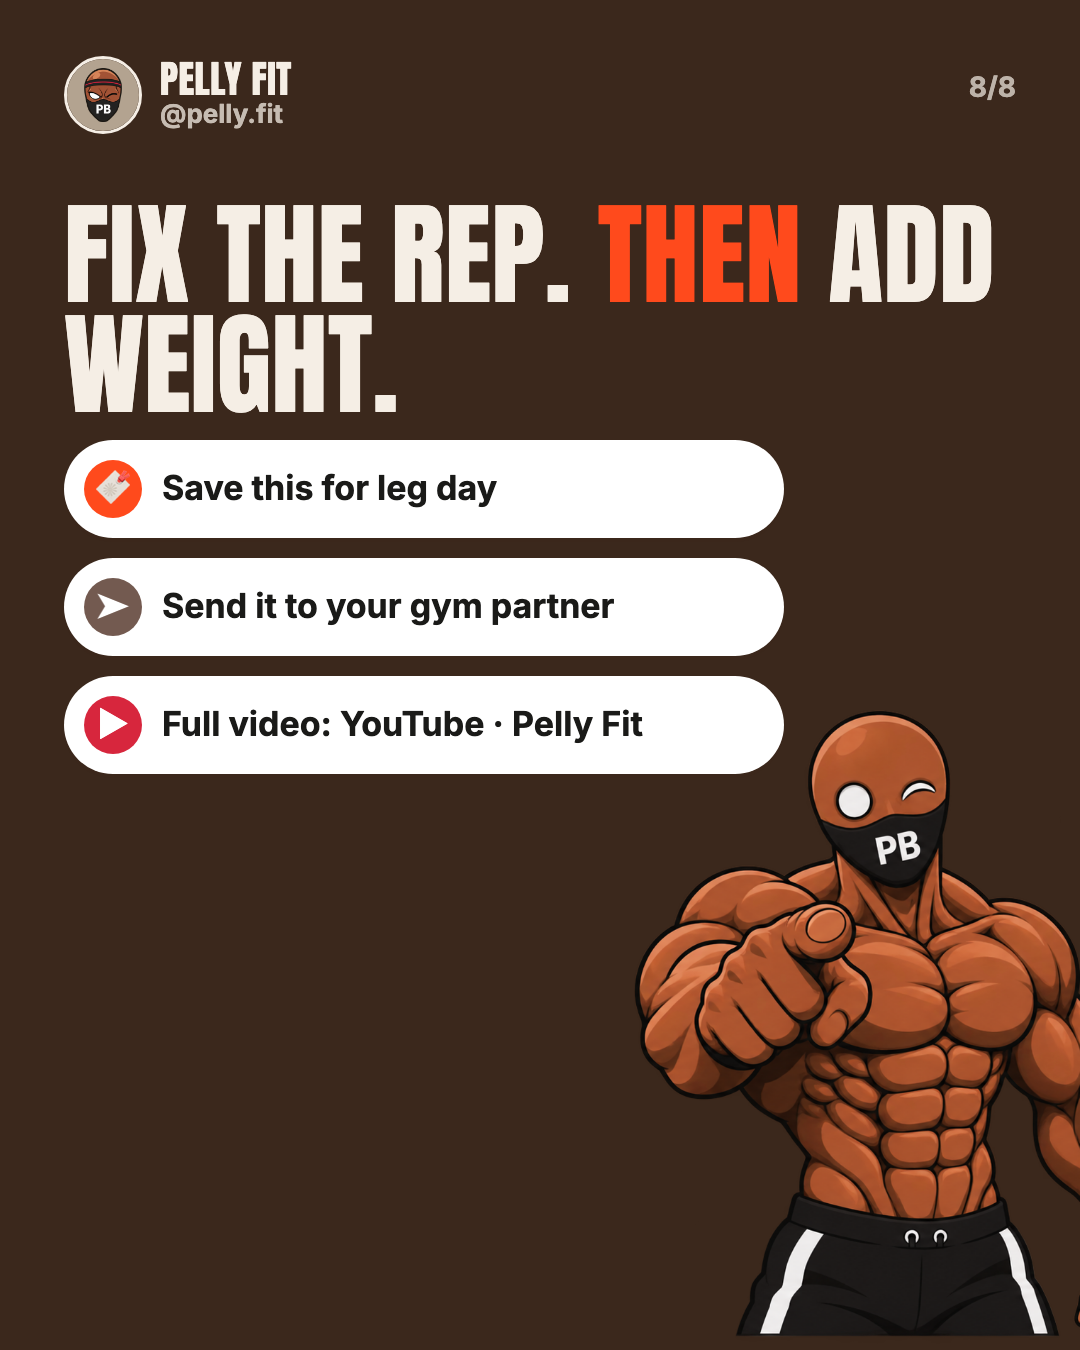 PELLY FIT
@pelly.fit
8/8
FIX THE REP. THEN ADD
WEIGHT.
Save this for leg day
Send it to your gym partner
Full video: YouTube · Pelly Fit
PB
PB